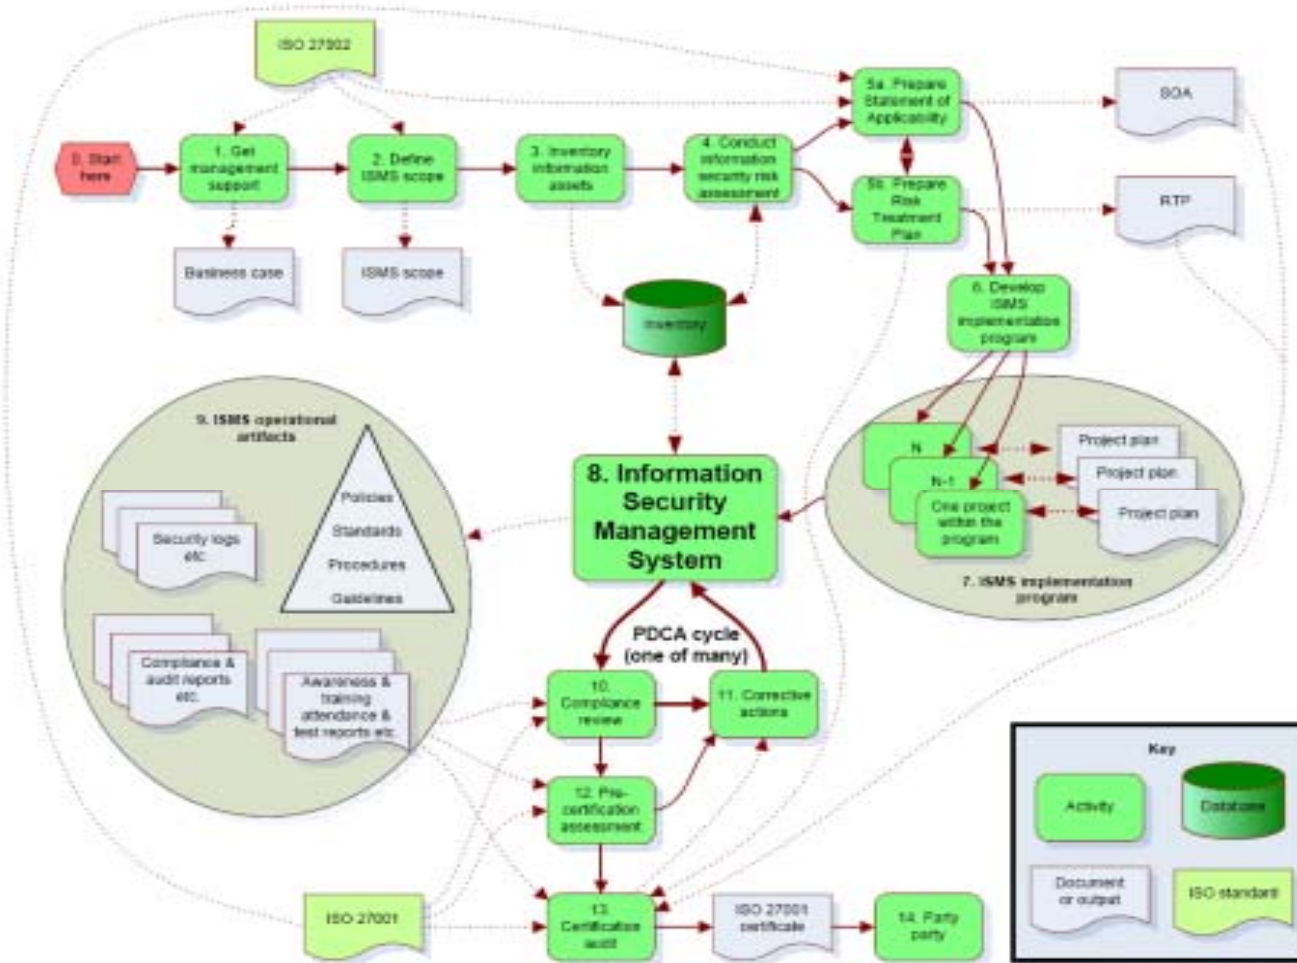 ISO 27002
0. Start
here
1. Get
management
support
2. Define
ISMS scope
3. Inventory
information
assets
4. Conduct
information
security risk
assessment
5a. Prepare
Statement of
Applicability
SOA
5b. Prepare
Risk
Treatment
Plan
RTP
Business case
ISMS scope
Inventory
6. Develop
ISMS
implementation
program
9. ISMS operational
artifacts
Policies
Standards
Procedures
Guidelines
Security logs
etc
Compliance &
audit reports
etc.
Awareness &
training
attendance &
test reports etc.
8. Information
Security
Management
System
N
N-1
One project
within the
program
Project plan
Project plan
Project plan
7. ISMS implementation
program
PDCA cycle
(one of many)
10.
Compliance
review
11. Corrective
actions
12. Pre-
certification
assessment
ISO 27001
13.
Certification
audit
ISO 27001
certificate
14. Party
party
Key
Activity
Database
Document
or output
ISO standard